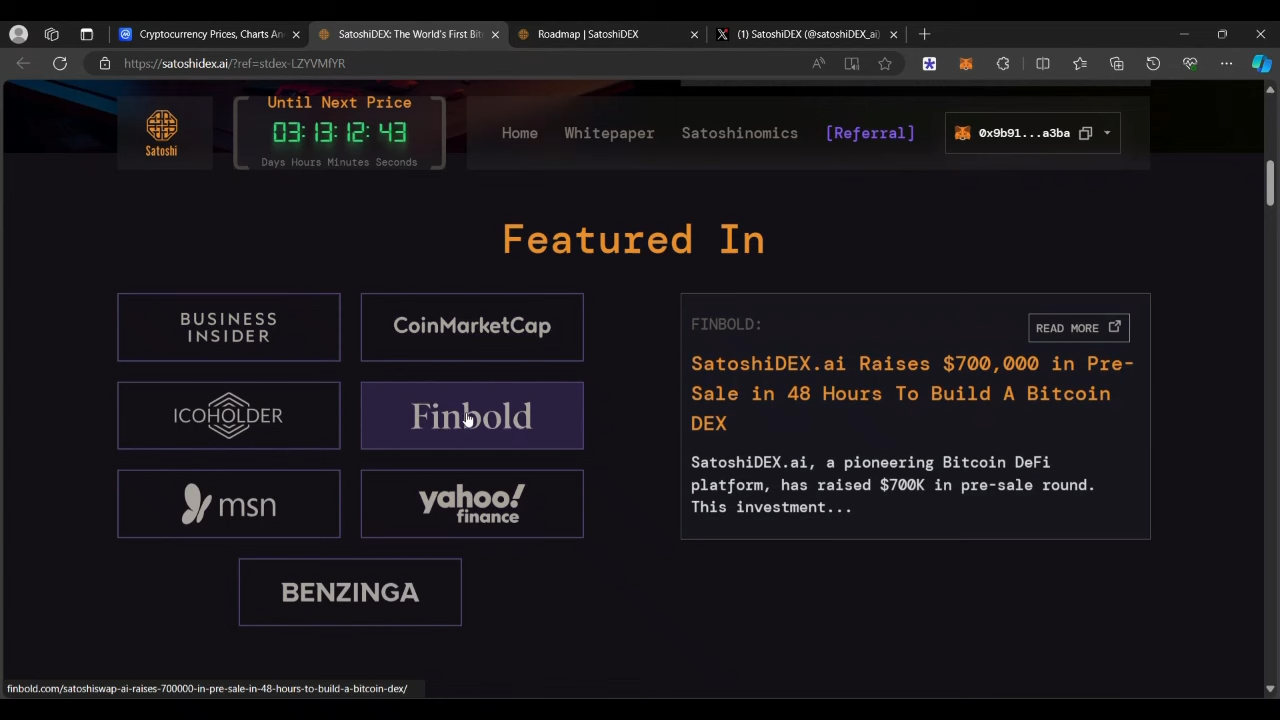 Cryptocurrency Prices, Charts An
SatoshiDEX: The World's First Bit
Roadmap | SatoshiDEX
(1) SatoshiDEX (@satoshiDEX_ai)
https://satoshidex.ai/?ref=stdex-LZYVMfYR
Satoshi
Until Next Price
03:13:12:43
Days Hours Minutes Seconds
Home
Whitepaper
Satoshinomics
[Referral]
0x9b91...a3ba
Featured In
BUSINESS
INSIDER
CoinMarketCap
ICOHOLDER
Finbold
msn
yahoo!
finance
BENZINGA
FINBOLD:
READ MORE
SatoshiDEX.ai Raises $700,000 in Pre-
Sale in 48 Hours To Build A Bitcoin
DEX
SatoshiDEX.ai, a pioneering Bitcoin DeFi
platform, has raised $700K in pre-sale round.
This investment...
finbold.com/satoshiswap-ai-raises-700000-in-pre-sale-in-48-hours-to-build-a-bitcoin-dex/